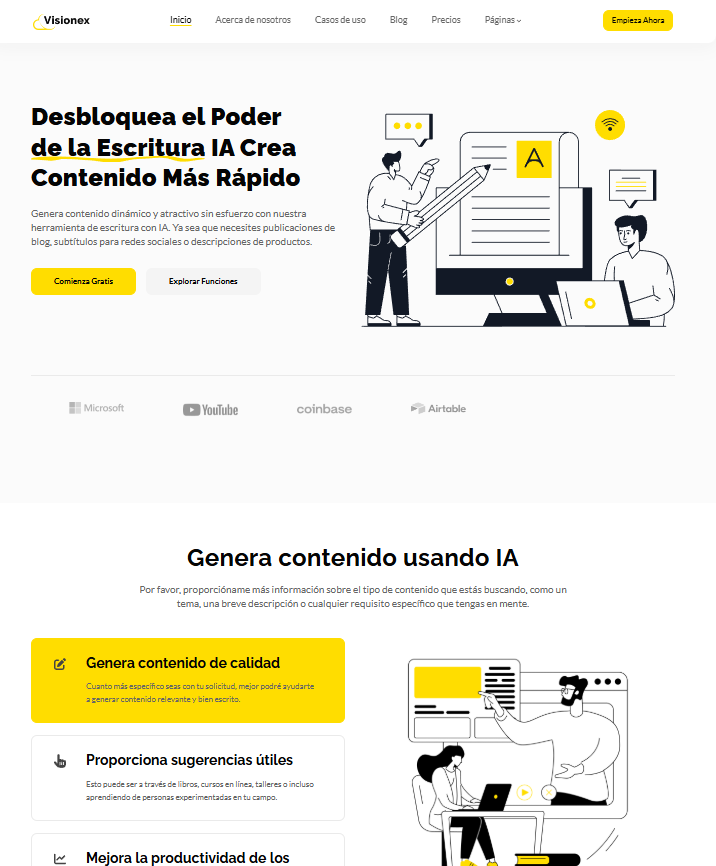 Visionex
Inicio
Acerca de nosotros
Casos de uso
Blog
Precios
Páginas
Empieza Ahora
Desbloquea el Poder
de la Escritura IA Crea
Contenido Más Rápido
Genera contenido dinámico y atractivo sin esfuerzo con nuestra
herramienta de escritura con IA. Ya sea que necesites publicaciones de
blog, subtítulos para redes sociales o descripciones de productos.
Comienza Gratis
Explorar Funciones
A
Microsoft
YouTube
coinbase
Airtable
Genera contenido usando IA
Por favor, proporcióname más información sobre el tipo de contenido que estás buscando, como un
tema, una breve descripción o cualquier requisito específico que tengas en mente.
Genera contenido de calidad
Cuanto más específico seas con tu solicitud, mejor podré ayudarte
a generar contenido relevante y bien escrito.
Proporciona sugerencias útiles
Esto puede ser a través de libros, cursos en línea, talleres o incluso
aprendiendo de personas experimentadas en tu campo.
Mejora la productividad de los